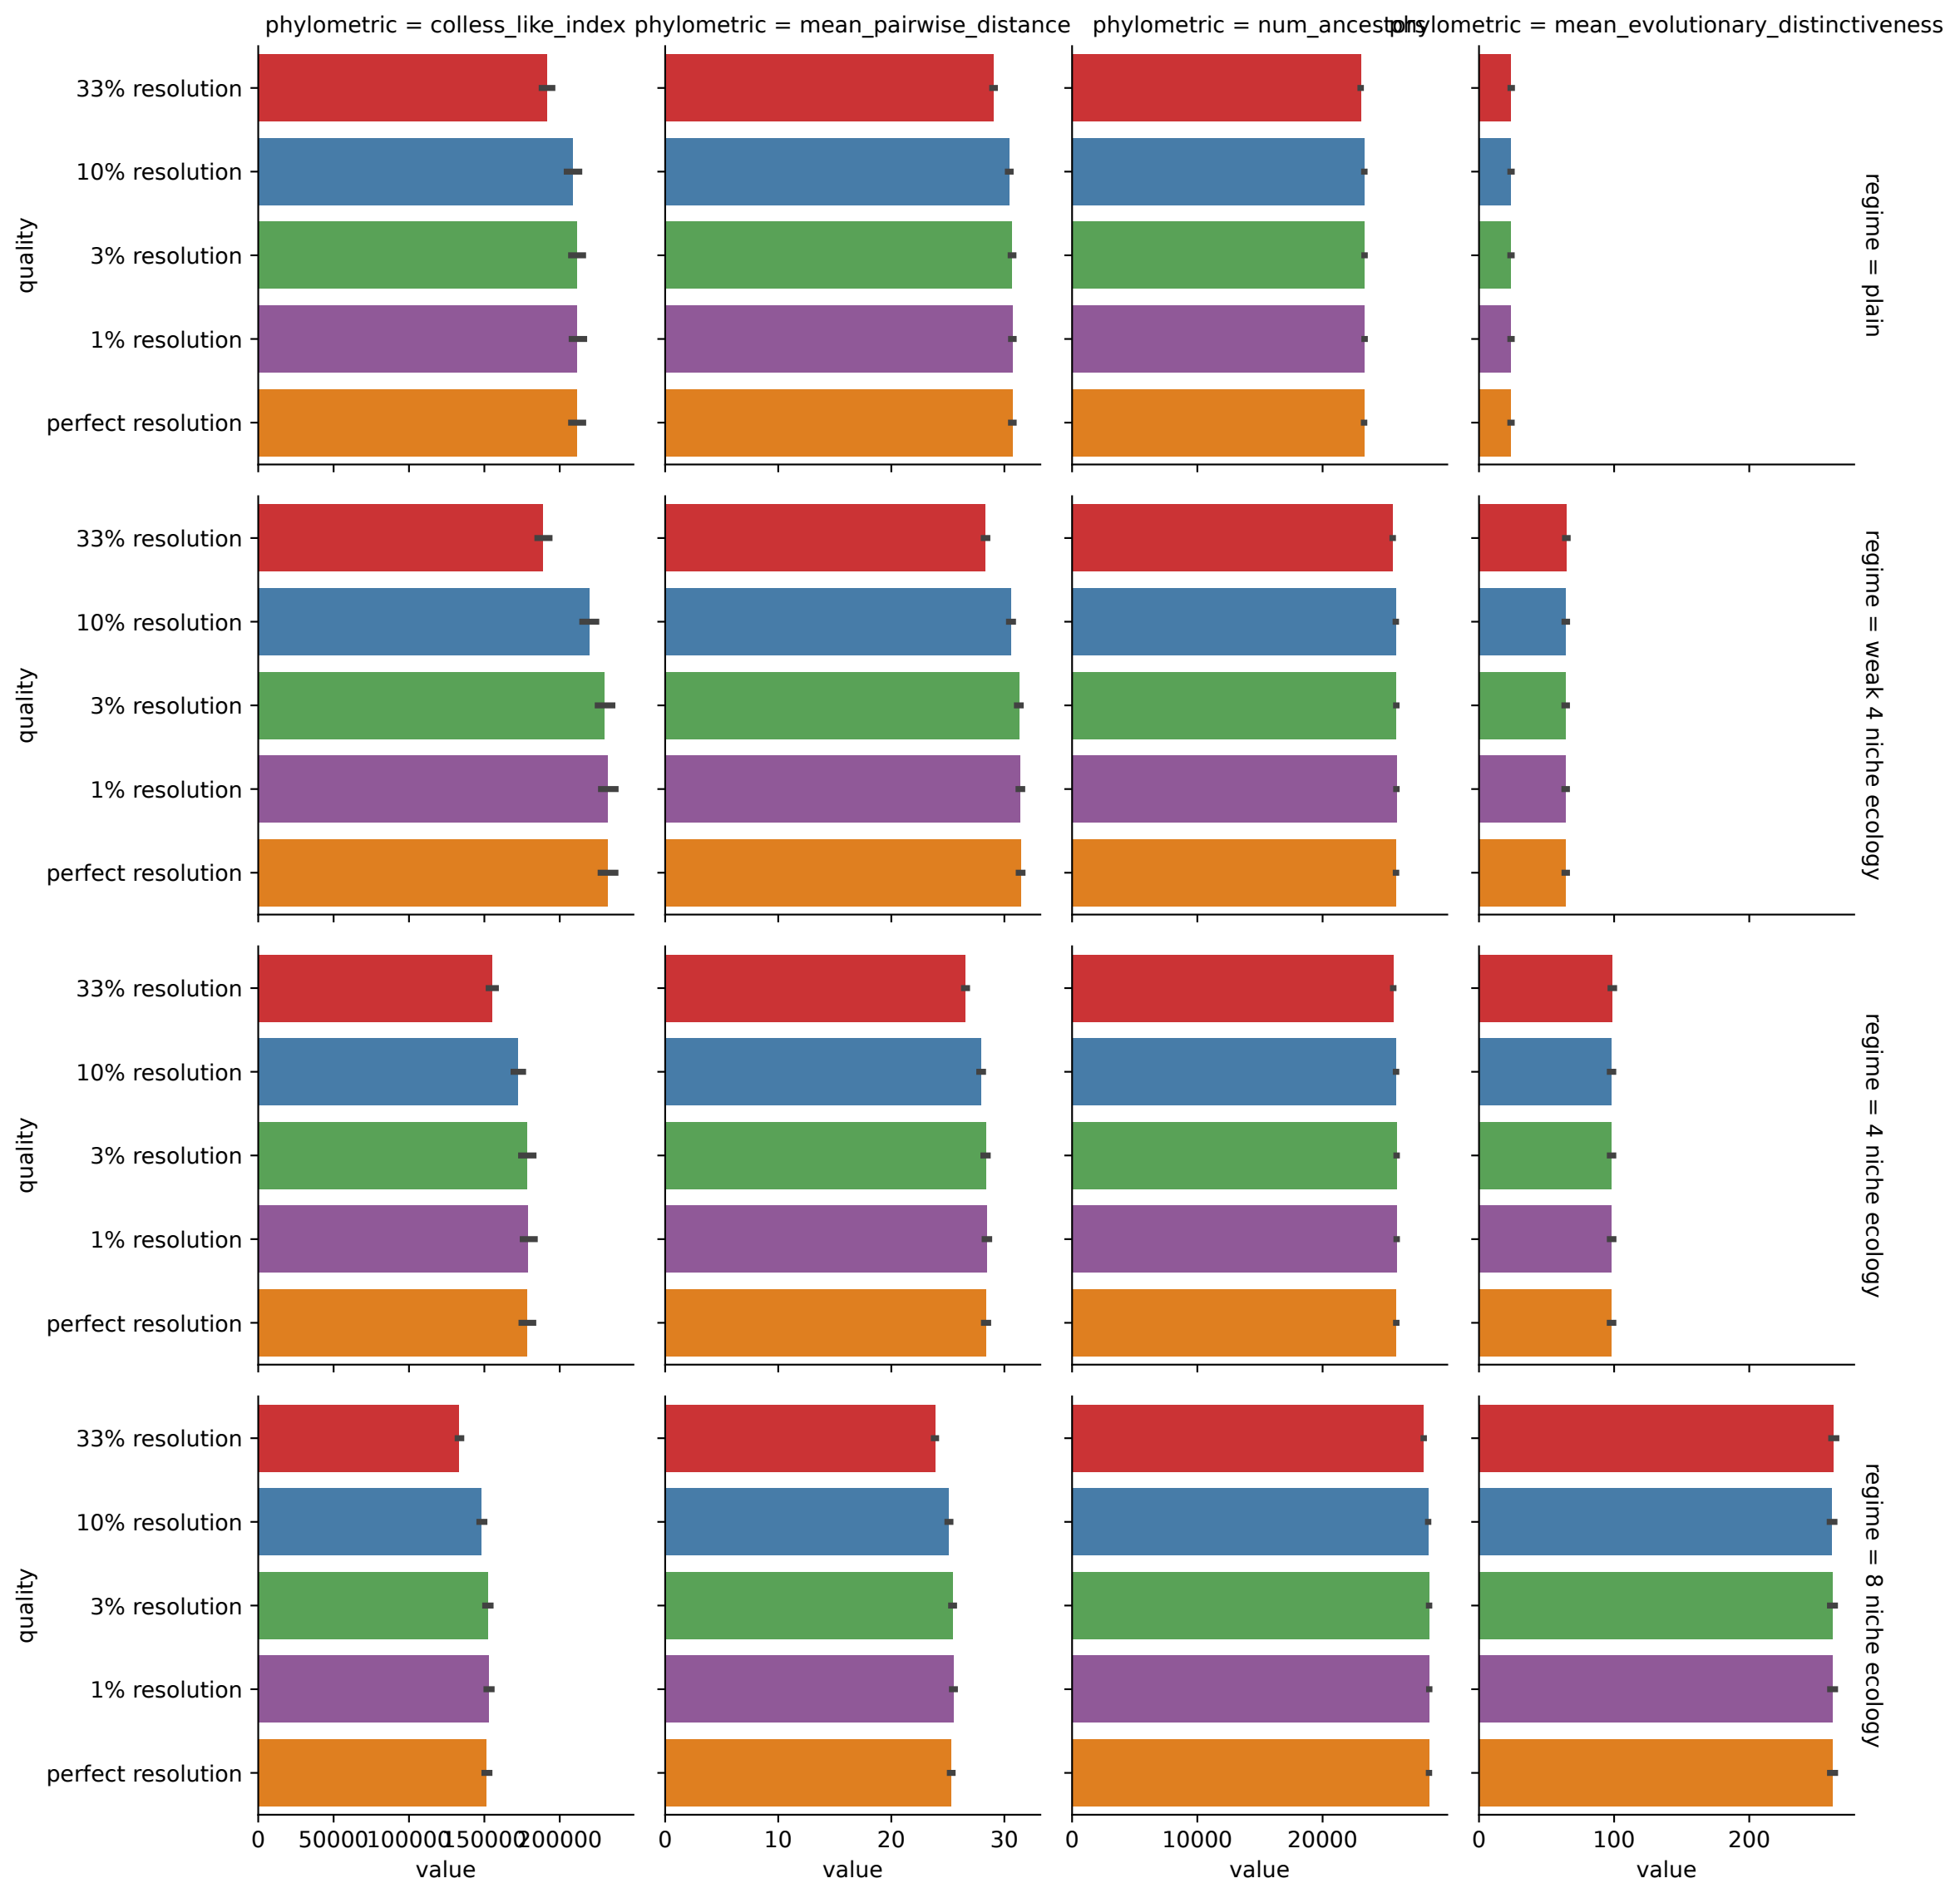 phylometric = colless_like_index
phylometric = mean_pairwise_distance
phylometric = num_ancestors
phylometric = mean_evolutionary_distinctiveness
quality
33% resolution
10% resolution
3% resolution
1% resolution
perfect resolution
regime = plain
quality
33% resolution
10% resolution
3% resolution
1% resolution
perfect resolution
regime = weak 4 niche ecology
quality
33% resolution
10% resolution
3% resolution
1% resolution
perfect resolution
regime = 4 niche ecology
quality
33% resolution
10% resolution
3% resolution
1% resolution
perfect resolution
regime = 8 niche ecology
0 50000 100000 150000 200000
0 10 20 30
0 10000 20000
0 100 200
value
value
value
value